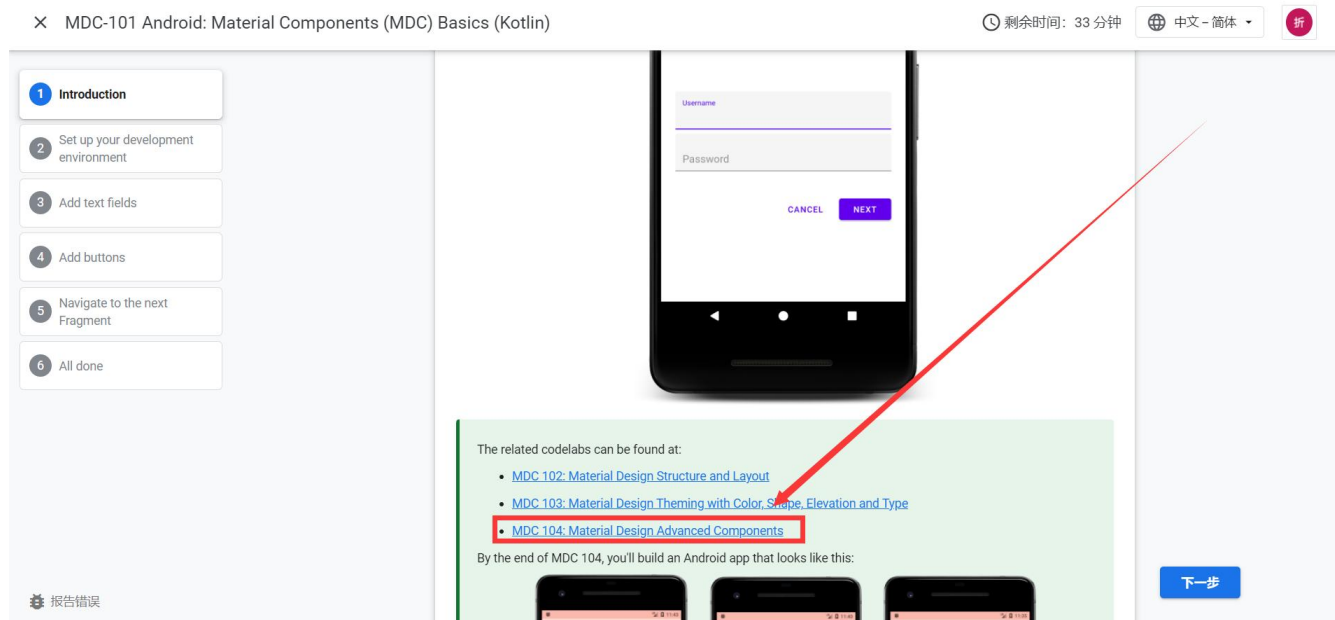 MDC-101 Android: Material Components (MDC) Basics (Kotlin)
剩余时间：33 分钟
中文 – 简体
折
1 Introduction
2 Set up your development
environment
3 Add text fields
4 Add buttons
5 Navigate to the next
Fragment
6 All done
Username
Password
CANCEL NEXT
The related codelabs can be found at:
• MDC 102: Material Design Structure and Layout
• MDC 103: Material Design Theming with Color, Shape, Elevation and Type
• MDC 104: Material Design Advanced Components
By the end of MDC 104, you'll build an Android app that looks like this:
下一步
报告错误